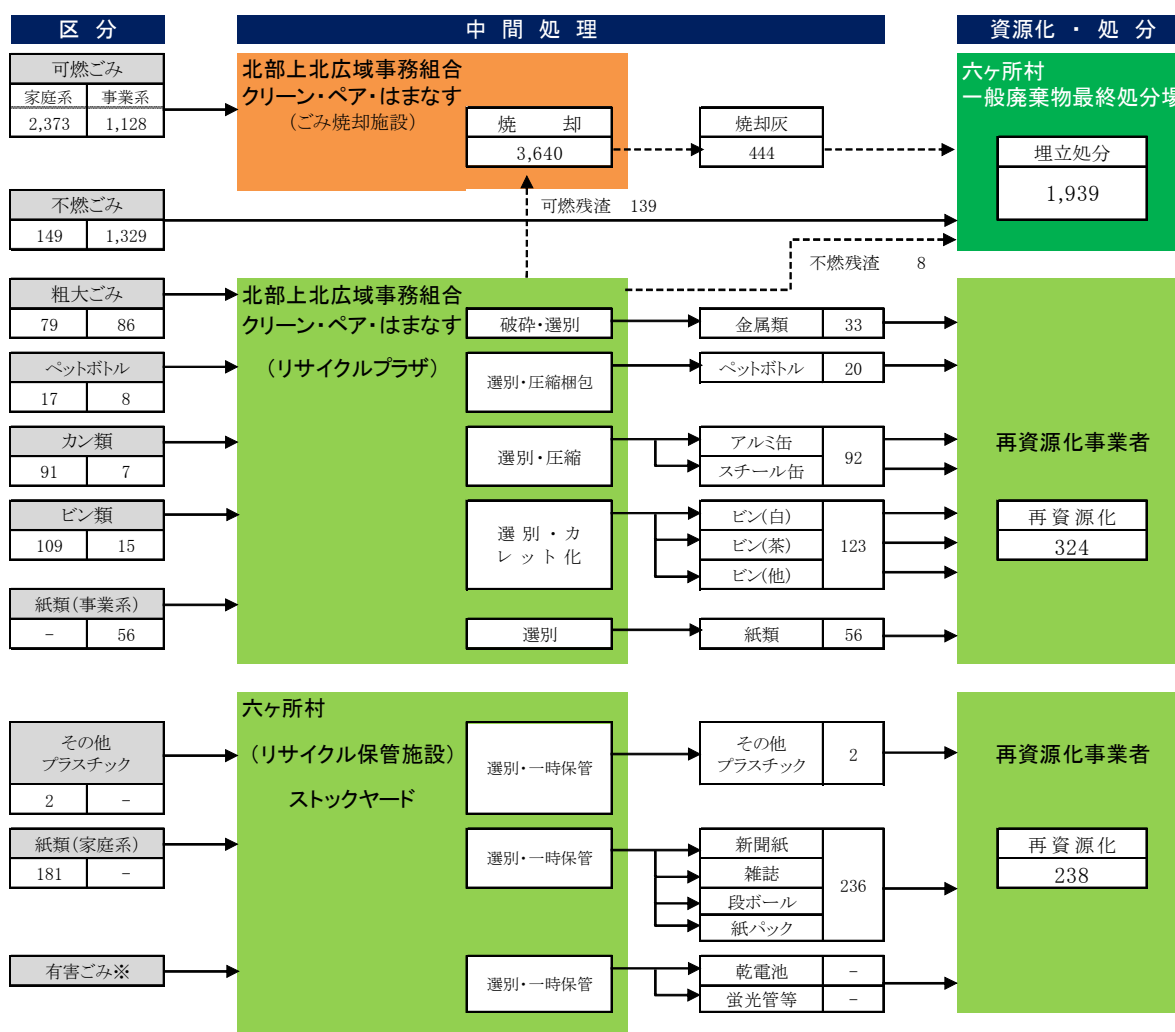 区 分
中 間 処 理
資源化 ・ 処 分
可燃ごみ
家庭系 事業系
2,373 1,128
北部上北広域事務組合
クリーン・ペア・はまなす
(ごみ焼却施設)
焼 却
3,640
焼却灰
444
六ヶ所村
一般廃棄物最終処分場
埋立処分
1,939
不燃ごみ
149 1,329
可燃残渣 139
不燃残渣 8
粗大ごみ
79 86
北部上北広域事務組合
クリーン・ペア・はまなす
(リサイクルプラザ)
破砕・選別
金属類 33
ペットボトル
17 8
選別・圧縮梱包
ペットボトル 20
カン類
91 7
選別・圧縮
アルミ缶
スチール缶
92
再資源化事業者
ビン類
109 15
選 別 ・ カ
レ ッ ト 化
ビン(白)
ビン(茶)
ビン(他)
123
再 資 源 化
324
紙類(事業系)
− 56
選別
紙類 56
六ヶ所村
(リサイクル保管施設)
ストックヤード
その他
プラスチック
2 −
選別・一時保管
その他
プラスチック
2
再資源化事業者
紙類(家庭系)
181 −
選別・一時保管
新聞紙
雑誌
段ボール
紙パック
236
再 資 源 化
238
有害ごみ※
選別・一時保管
乾電池 −
蛍光管等 −